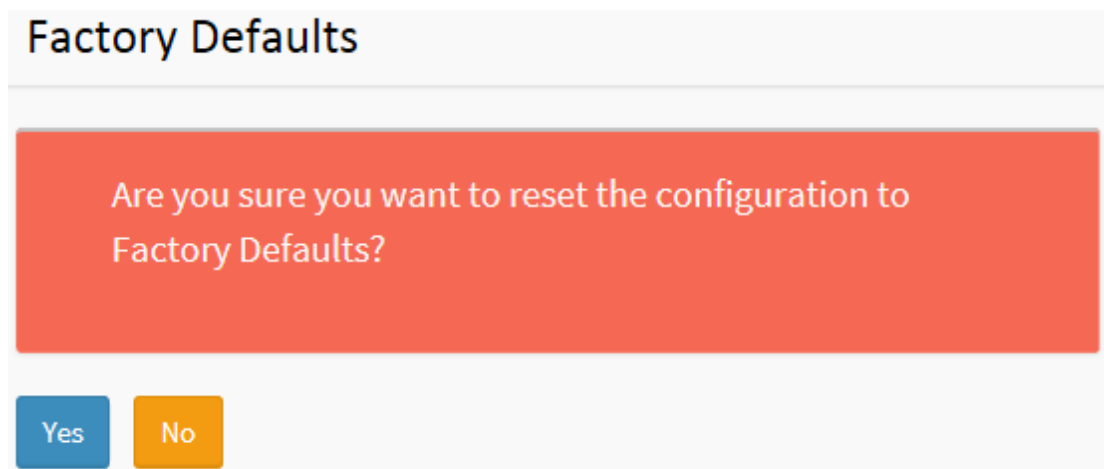 Factory Defaults
Are you sure you want to reset the configuration to
Factory Defaults?
Yes No